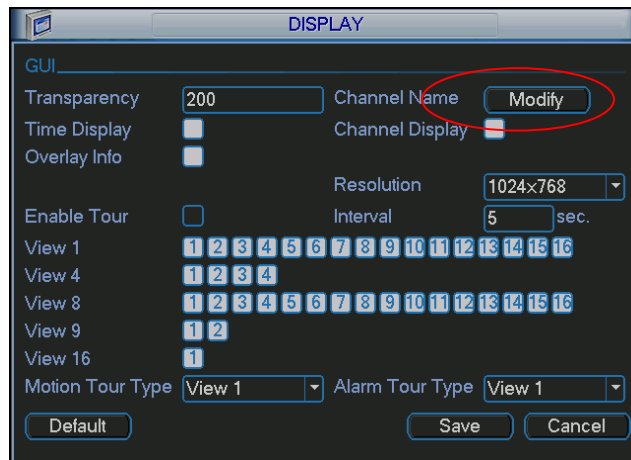 DISPLAY
GUI
Transparency 200 Channel Name Modify
Time Display Channel Display
Overlay Info
Resolution 1024×768
Enable Tour Interval 5 sec.
View 1 1 2 3 4 5 6 7 8 9 10 11 12 13 14 15 16
View 4 1 2 3 4
View 8 1 2 3 4 5 6 7 8 9 10 11 12 13 14 15 16
View 9 1 2
View 16 1
Motion Tour Type View 1 Alarm Tour Type View 1
Default Save Cancel